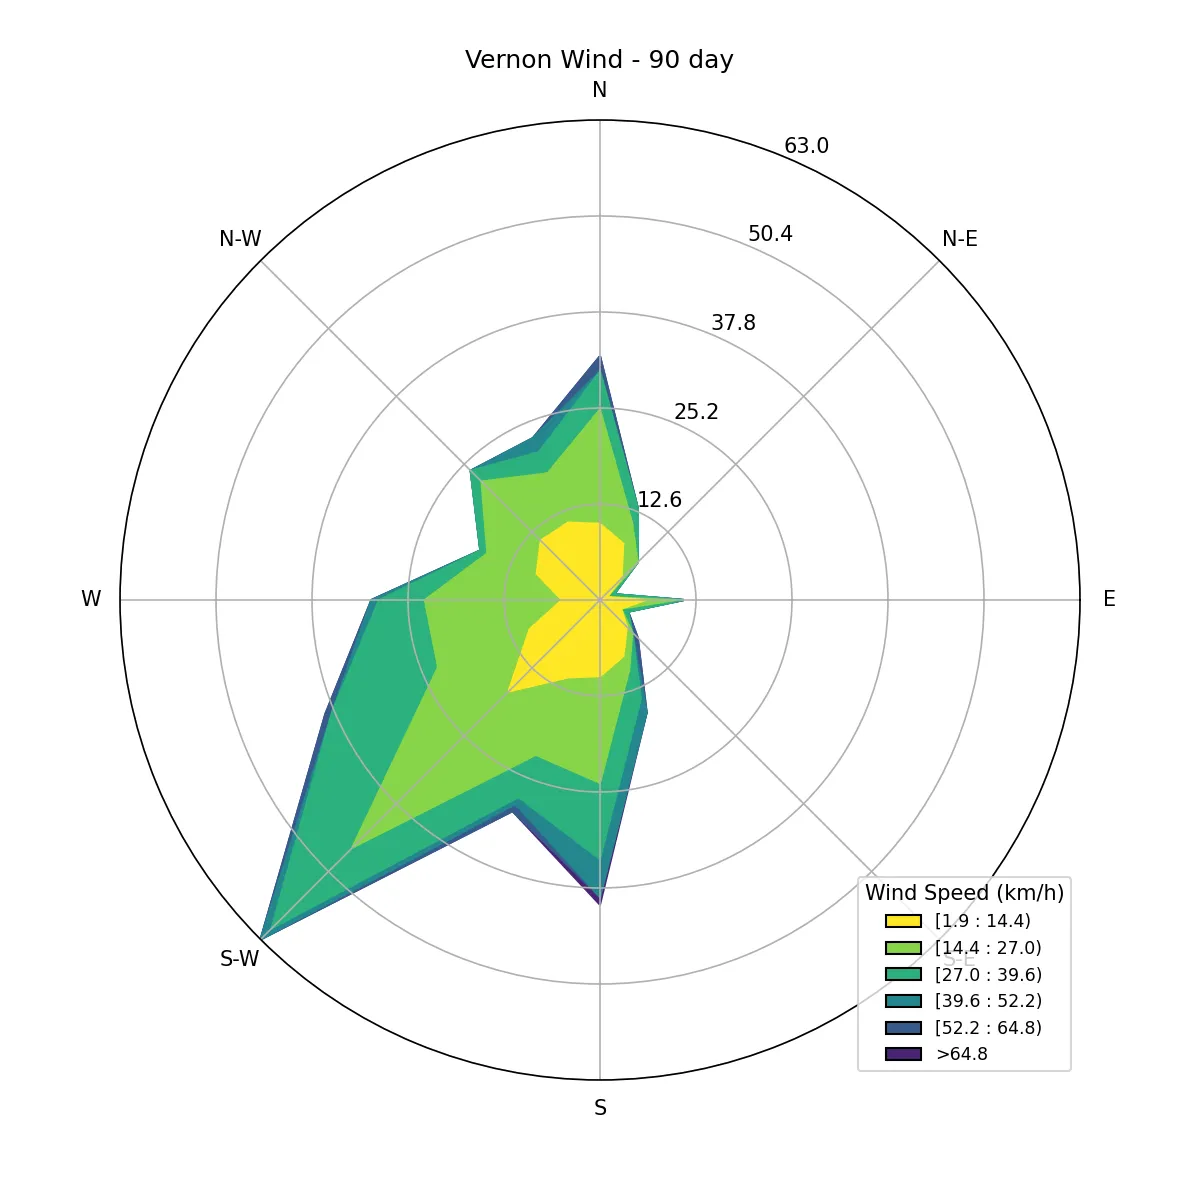 Vernon Wind - 90 day
N
63.0
50.4
N-W
N-E
37.8
25.2
12.6
W
E
S-W
S-E
Wind Speed (km/h)
[1.9 : 14.4)
[14.4 : 27.0)
[27.0 : 39.6)
[39.6 : 52.2)
[52.2 : 64.8)
>64.8
S